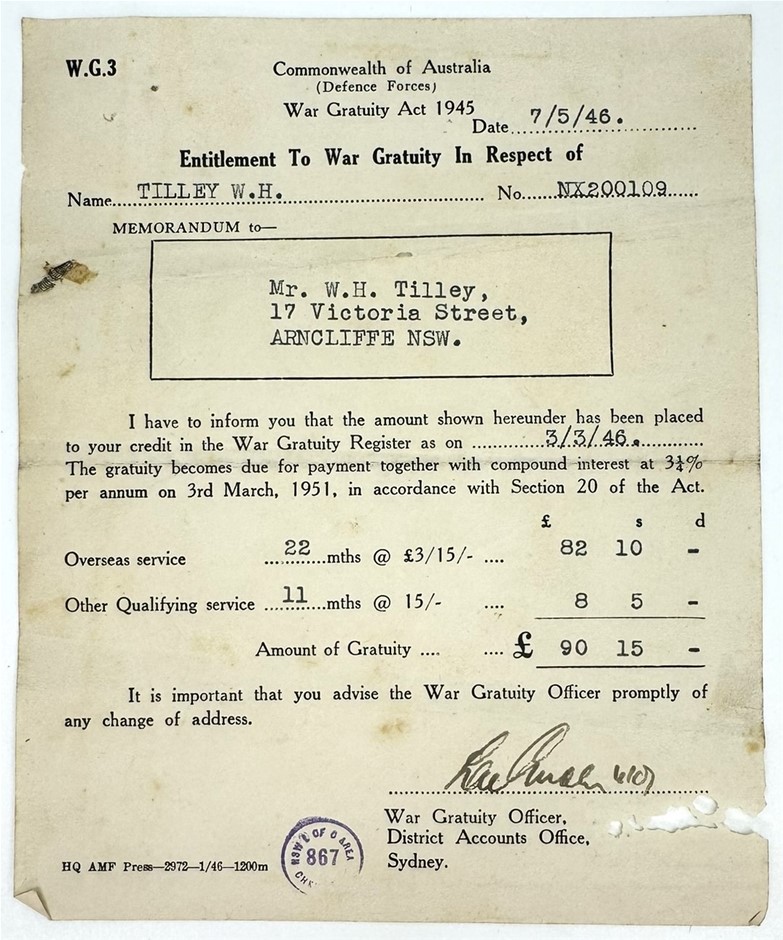 W.G.3
Commonwealth of Australia
(Defence Forces)
War Gratuity Act 1945
Date 7/5/46.
Entitlement To War Gratuity In Respect of
Name TILLEY W.H. No. NX200109
MEMORANDUM to—
Mr. W.H. Tilley,
17 Victoria Street,
ARNCLIFFE NSW.
I have to inform you that the amount shown hereunder has been placed
to your credit in the War Gratuity Register as on 3/3/46.
The gratuity becomes due for payment together with compound interest at 3¼%
per annum on 3rd March, 1951, in accordance with Section 20 of the Act.
£ s d
Overseas service 22 mths @ £3/15/- .... 82 10 -
Other Qualifying service 11 mths @ 15/- .... 8 5 -
Amount of Gratuity .... .... £ 90 15 -
It is important that you advise the War Gratuity Officer promptly of
any change of address.
War Gratuity Officer,
District Accounts Office,
Sydney.
HQ AMF Press—2972—1/46—1200m
867